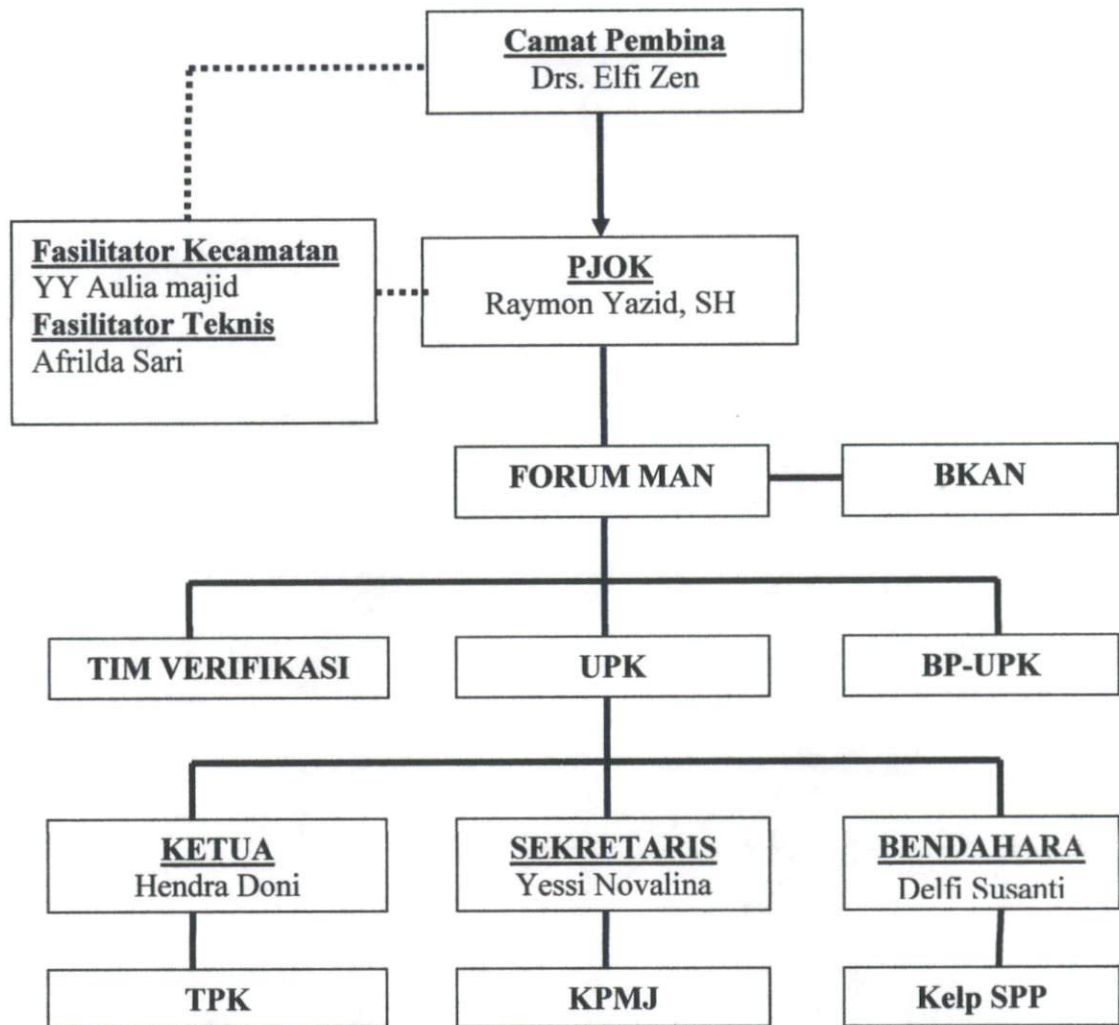 Camat Pembina
Drs. Elfi Zen
Fasilitator Kecamatan
YY Aulia majid
Fasilitator Teknis
Afrilda Sari
PJOK
Raymon Yazid, SH
FORUM MAN
BKAN
TIM VERIFIKASI
UPK
BP-UPK
KETUA
Hendra Doni
SEKRETARIS
Yessi Novalina
BENDAHARA
Delfi Susanti
TPK
KPMJ
Kelp SPP